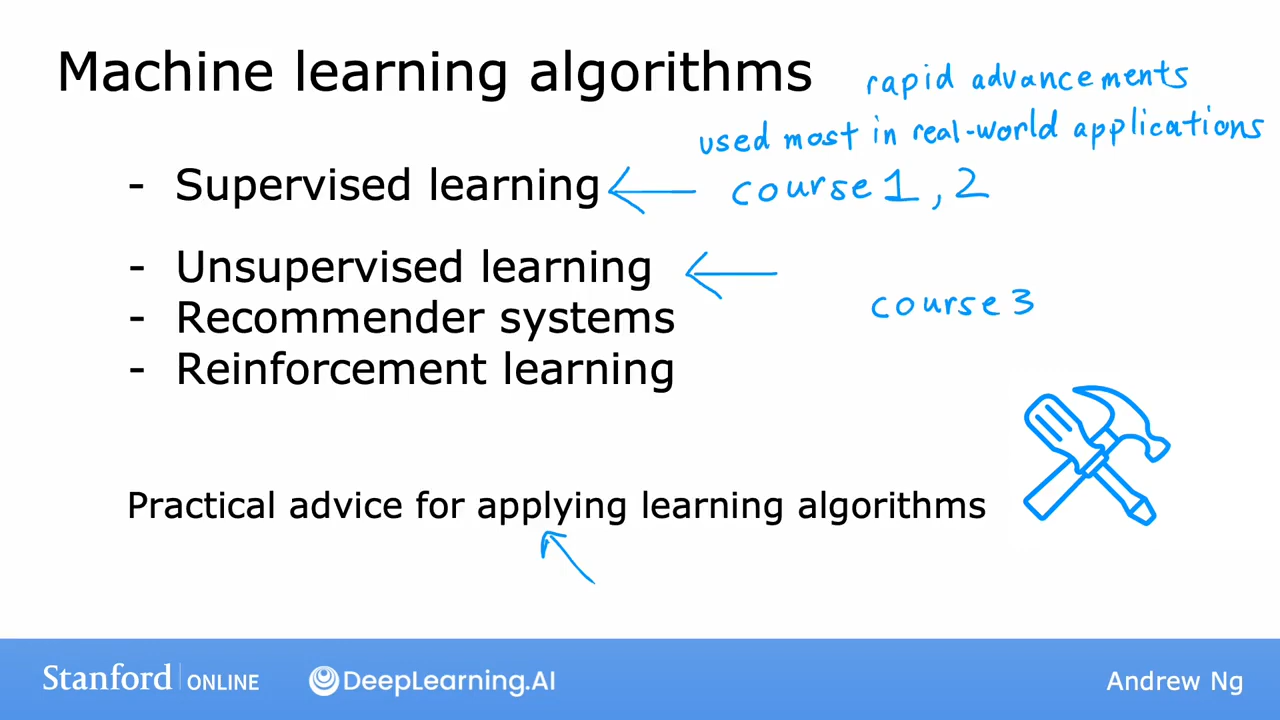 Machine learning algorithms
rapid advancements
used most in real-world applications
- Supervised learning ← course 1, 2
- Unsupervised learning ←
course 3
- Recommender systems
- Reinforcement learning
Practical advice for applying learning algorithms
Stanford | ONLINE DeepLearning.AI Andrew Ng